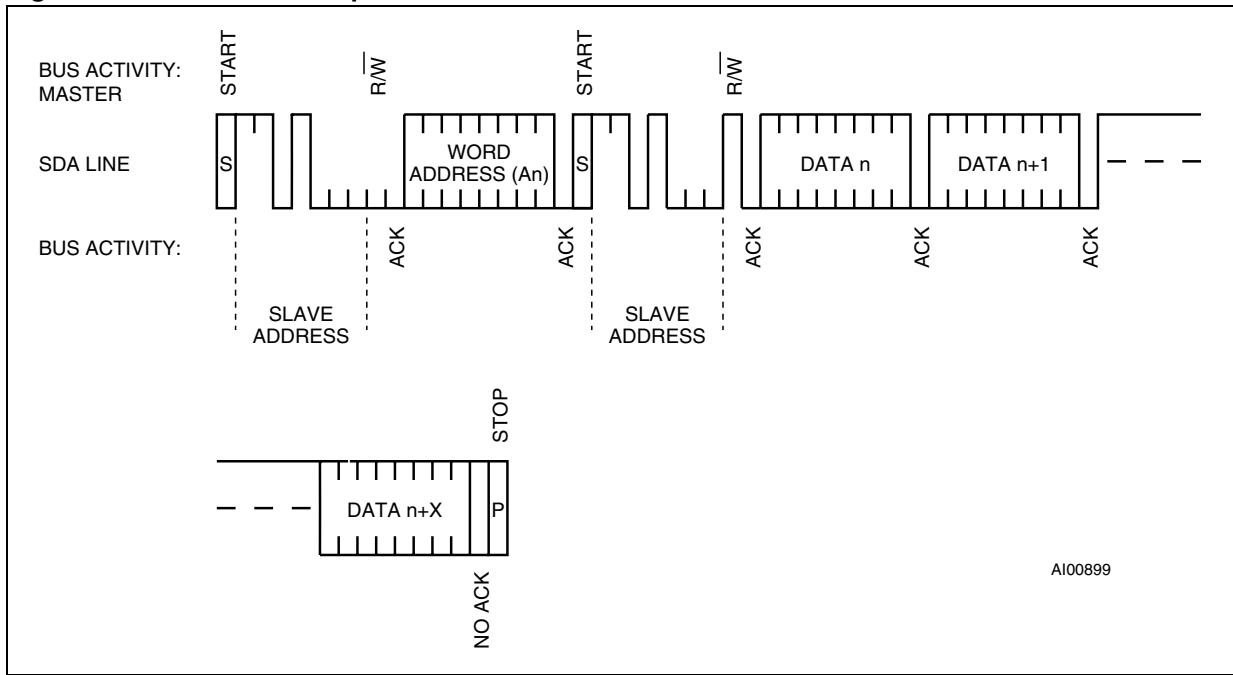 START
R/W
START
R/W
BUS ACTIVITY:
MASTER
SDA LINE
S
WORD
ADDRESS (An)
S
DATA n
DATA n+1
BUS ACTIVITY:
ACK
ACK
ACK
ACK
ACK
SLAVE
ADDRESS
SLAVE
ADDRESS
STOP
DATA n+X
P
NO ACK
AI00899